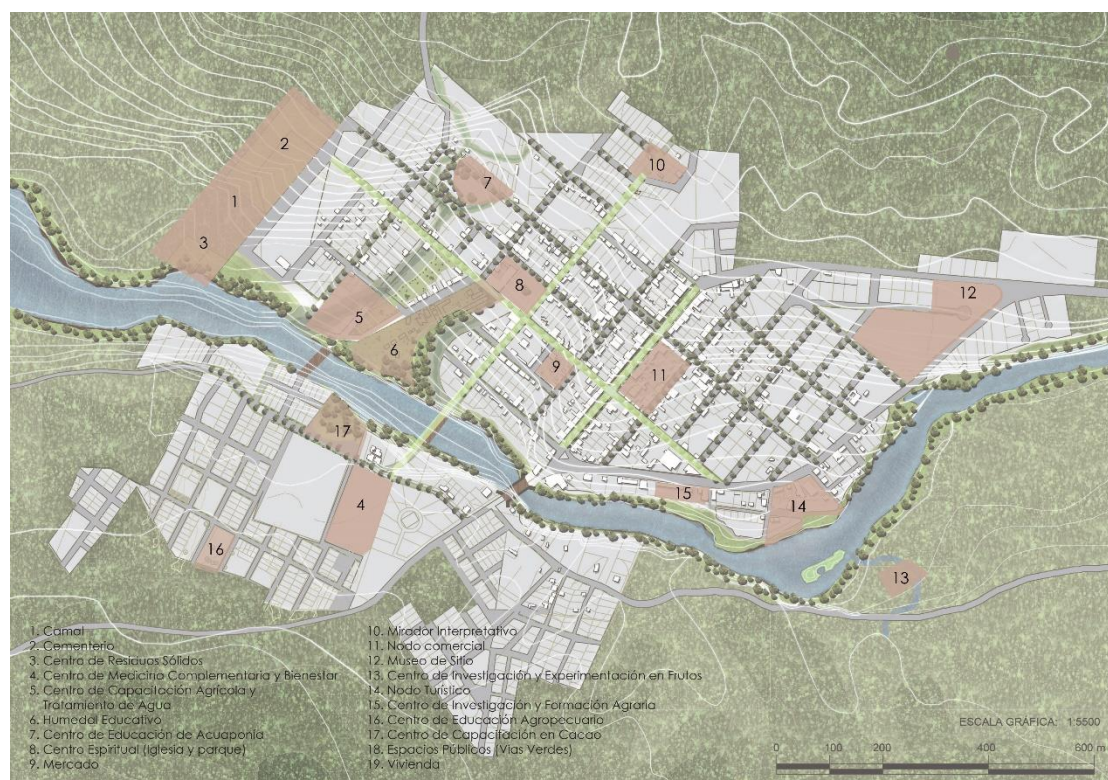 2
1
3
7
10
8
5
6
9
11
12
17
4
16
15
14
13
1. Camal
2. Cementerio
3. Centro de Residuos Sólidos
4. Centro de Medicina Complementaria y Bienestar
5. Centro de Capacitación Agrícola y
Tratamiento de Agua
6. Humedal Educativo
7. Centro de Educación de Acuaponía
8. Centro Espiritual (Iglesia y parque)
9. Mercado
10. Mirador Interpretativo
11. Nodo comercial
12. Museo de Sitio
13. Centro de Investigación y Experimentación en Frutos
14. Nodo Turístico
15. Centro de Investigación y Formación Agraria
16. Centro de Educación Agropecuaria
17. Centro de Capacitación en Cacao
18. Espacios Públicos (Vías Verdes)
19. Vivienda
ESCALA GRAFICA: 1:5500
0 100 200 400 600 m